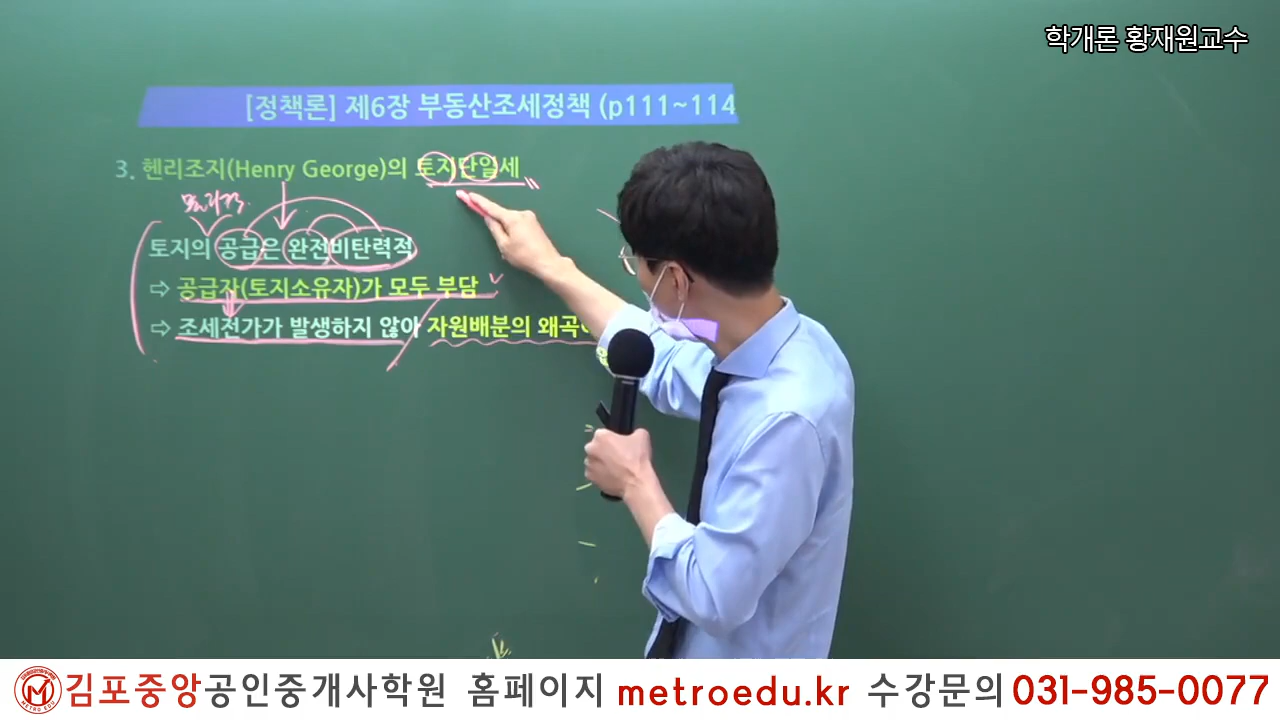 학개론 황재원교수
[정책론] 제6장 부동산조세정책 (p111~114
3. 헨리조지(Henry George)의 토지단일세
토지의 공급은 완전비탄력적
⇨ 공급자(토지소유자)가 모두 부담
⇨ 조세전가가 발생하지 않아 자원배분의 왜곡
METRO EDU
김포중앙공인중개사학원 홈페이지 metroedu.kr 수강문의 031-985-0077